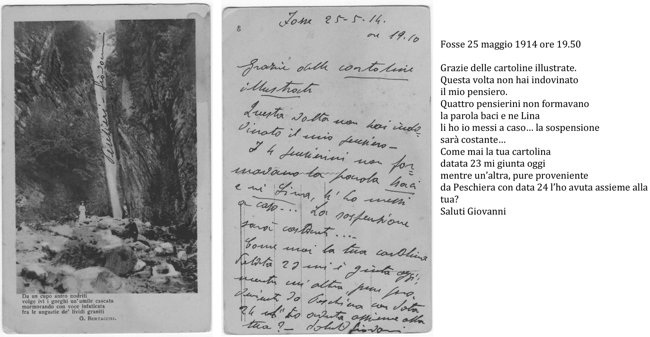 Da un cupo antro nodriti
volge ivi i gorghi un'umile cascata
mormorando con voce infaticata
fra le angustie de' lividi graniti
G. Bertacchi.
8
Fosse 25-5-14.
ore 19.10
Grazie delle cartoline
illustrate
Questa volta non hai indo-
vinato il mio pensiero-
I 4 pensierini non for-
mavano la parola baci
e nè Lina, li ho messi
a caso... La sospensione
sarà costante....
Come mai la tua cartolina
datata 23 mi è giunta oggi;
mentre un'altra pure pro-
veniente da Peschiera con data
24 l'ho avuta assieme alla
tua? - Saluti Giovanni
Fosse 25 maggio 1914 ore 19.50
Grazie delle cartoline illustrate.
Questa volta non hai indovinato
il mio pensiero.
Quattro pensierini non formavano
la parola baci e ne Lina
li ho io messi a caso… la sospensione
sarà costante…
Come mai la tua cartolina
datata 23 mi giunta oggi
mentre un'altra, pure proveniente
da Peschiera con data 24 l'ho avuta assieme alla
tua?
Saluti Giovanni